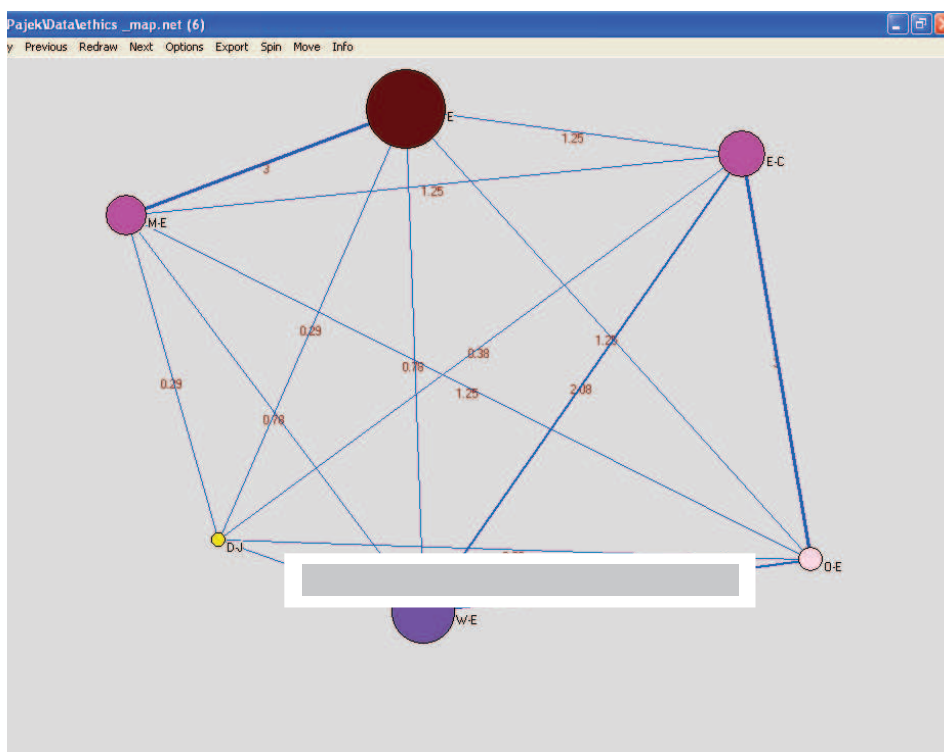 Pajek\Data\ethics _map.net (6)
y Previous Redraw Next Options Export Spin Move Info
E
1.25
E-C
3
1.25
M-E
0.29
1.25
0.38
0.78
0.29
2.08
1.25
0.78
D-J
O-E
W-E